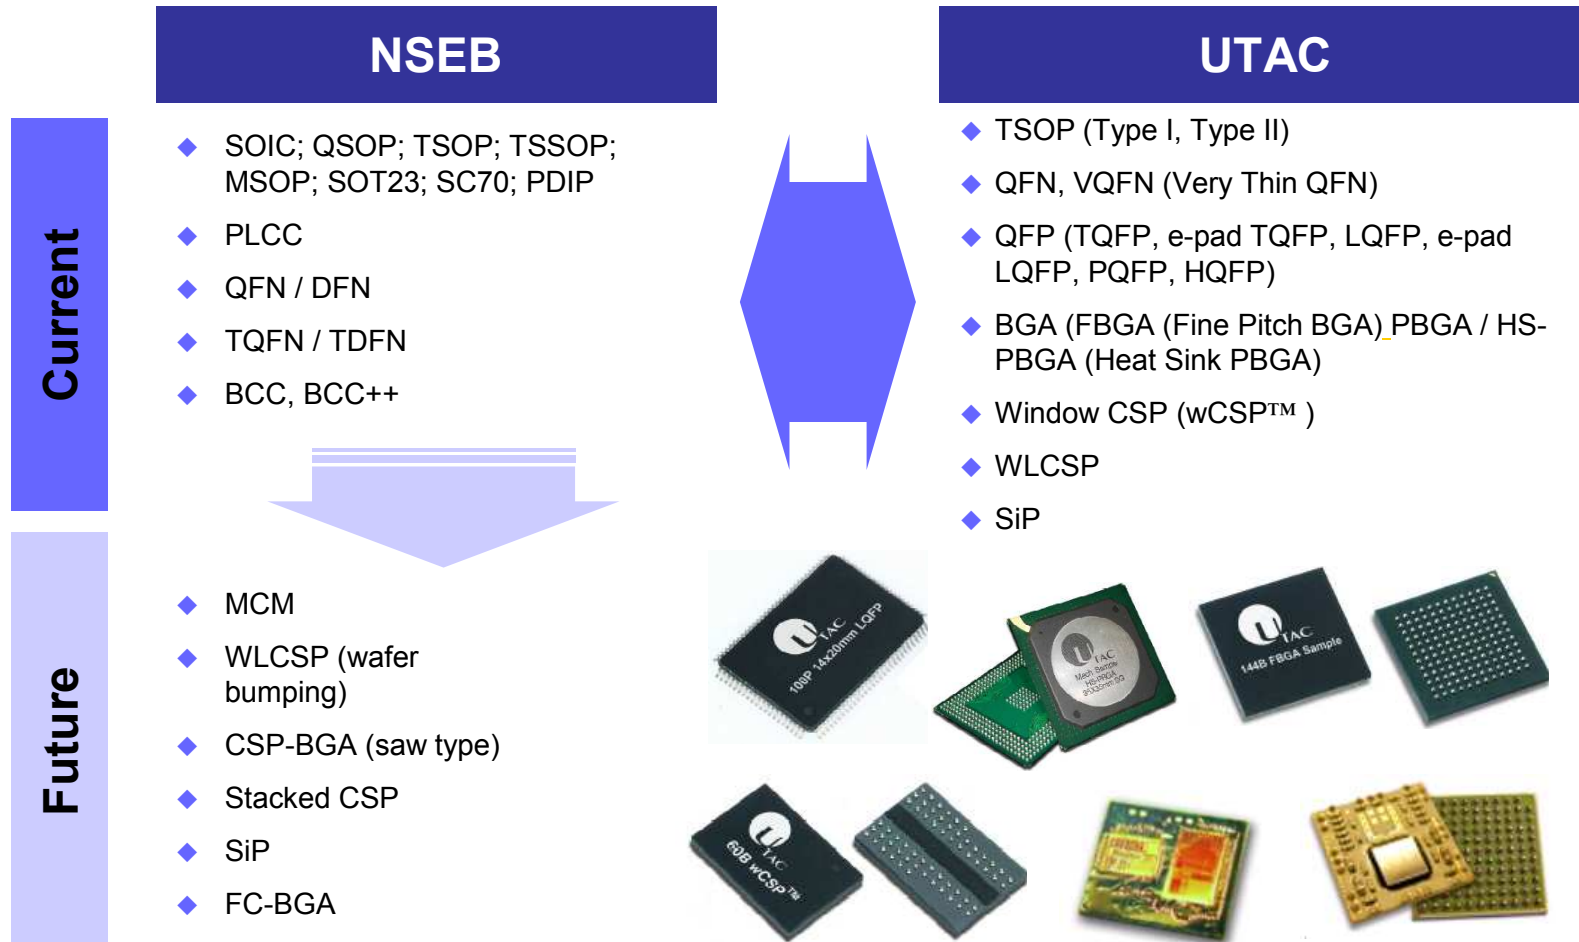 NSEB
UTAC
Current
SOIC; QSOP; TSOP; TSSOP;
MSOP; SOT23; SC70; PDIP
PLCC
QFN / DFN
TQFN / TDFN
BCC, BCC++
TSOP (Type I, Type II)
QFN, VQFN (Very Thin QFN)
QFP (TQFP, e-pad TQFP, LQFP, e-pad
LQFP, PQFP, HQFP)
BGA (FBGA (Fine Pitch BGA) PBGA / HS-
PBGA (Heat Sink PBGA)
Window CSP (wCSP™ )
WLCSP
SiP
Future
MCM
WLCSP (wafer
bumping)
CSP-BGA (saw type)
Stacked CSP
SiP
FC-BGA
UTAC
100P 14x20mm LQFP
UTAC
Mech Sample
HS-PBGA
UTAC
144B FBGA Sample
UTAC
60B wCSP™